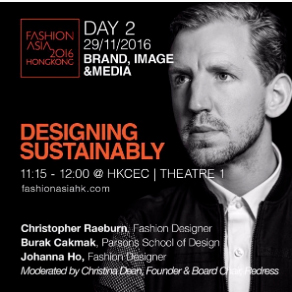 FASHION
ASIA
2016
HONGKONG
DAY 2
29/11/2016
BRAND, IMAGE
&MEDIA
DESIGNING
SUSTAINABLY
11:15 - 12:00 @ HKCEC | THEATRE 1
fashionasiahk.com
Christopher Raeburn, Fashion Designer
Burak Cakmak, Parsons School of Design
Johanna Ho, Fashion Designer
Moderated by Christina Dean, Founder & Board Chair, Redress